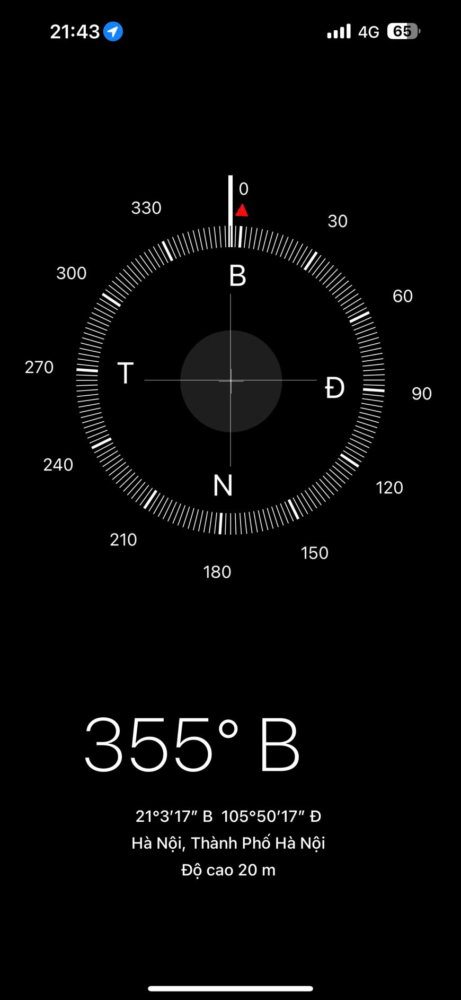 21:43 4G 65
0
330 30
300 60
B
270 T Đ 90
240 120
N
210 150
180
355° B
21°3′17″ B 105°50′17″ Đ
Hà Nội, Thành Phố Hà Nội
Độ cao 20 m